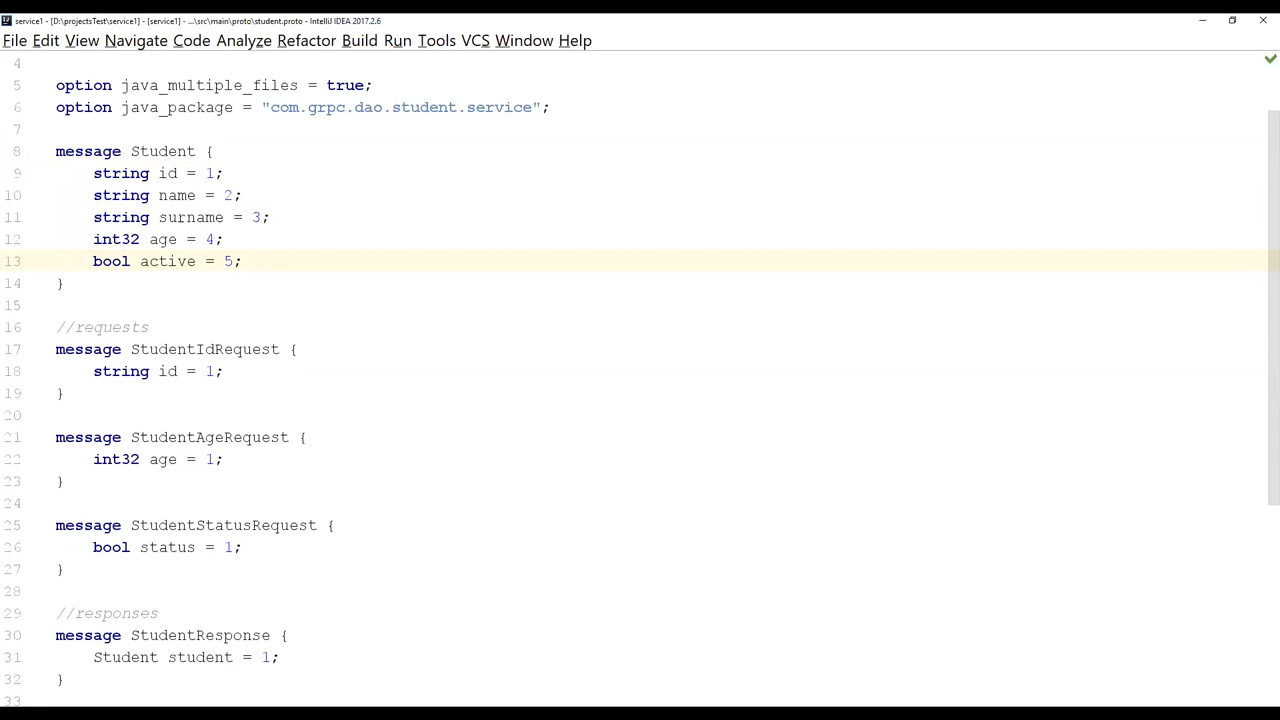 service1 - [D:\projectsTest\service1] - [service1] - ...\src\main\proto\student.proto - IntelliJ IDEA 2017.2.6
File Edit View Navigate Code Analyze Refactor Build Run Tools VCS Window Help
4
5 option java_multiple_files = true;
6 option java_package = "com.grpc.dao.student.service";
7
8 message Student {
9 string id = 1;
10 string name = 2;
11 string surname = 3;
12 int32 age = 4;
13 bool active = 5;
14 }
15
16 //requests
17 message StudentIdRequest {
18 string id = 1;
19 }
20
21 message StudentAgeRequest {
22 int32 age = 1;
23 }
24
25 message StudentStatusRequest {
26 bool status = 1;
27 }
28
29 //responses
30 message StudentResponse {
31 Student student = 1;
32 }
33